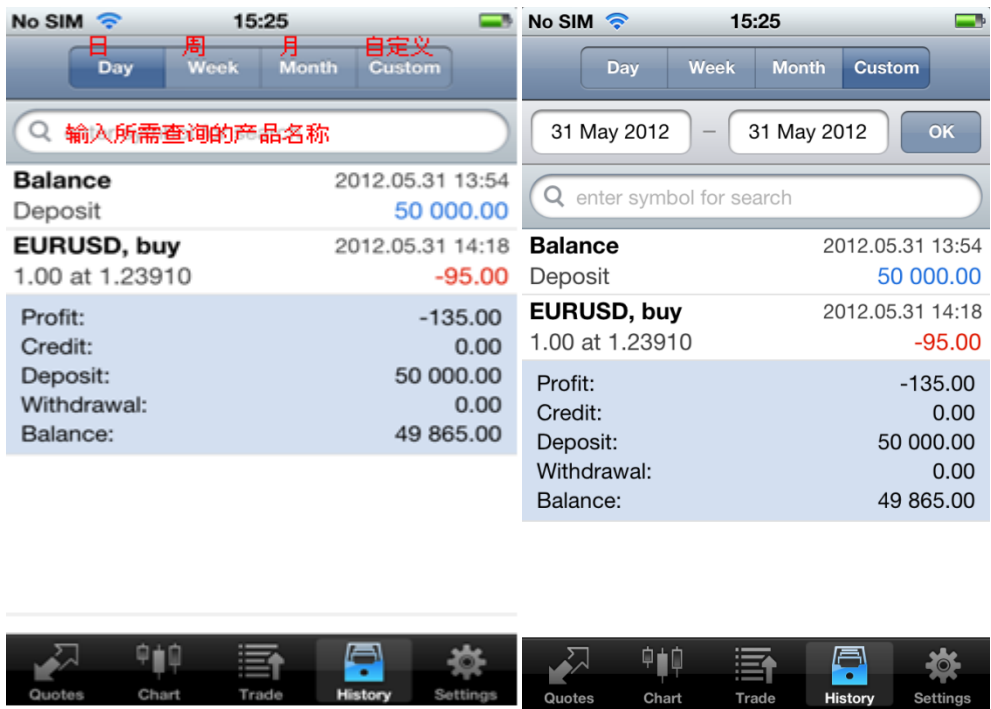 No SIM 15:25
日 周 月 自定义
Day Week Month Custom
输入所需查询的产品名称
Balance 2012.05.31 13:54
Deposit 50 000.00
EURUSD, buy 2012.05.31 14:18
1.00 at 1.23910 -95.00
Profit: -135.00
Credit: 0.00
Deposit: 50 000.00
Withdrawal: 0.00
Balance: 49 865.00
Quotes Chart Trade History Settings
No SIM 15:25
Day Week Month Custom
31 May 2012 – 31 May 2012 OK
enter symbol for search
Balance 2012.05.31 13:54
Deposit 50 000.00
EURUSD, buy 2012.05.31 14:18
1.00 at 1.23910 -95.00
Profit: -135.00
Credit: 0.00
Deposit: 50 000.00
Withdrawal: 0.00
Balance: 49 865.00
Quotes Chart Trade History Settings